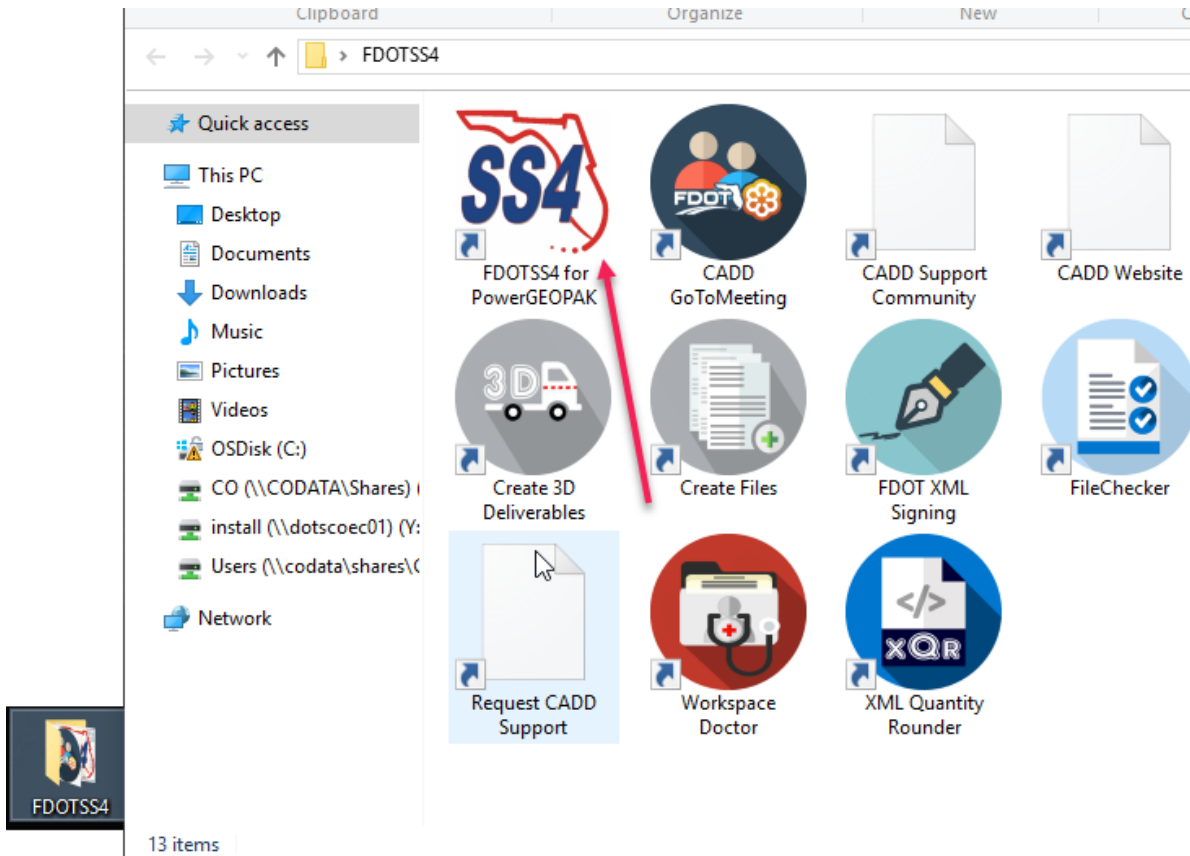 Clipboard
Organize
New
FDOTSS4
Quick access
This PC
Desktop
Documents
Downloads
Music
Pictures
Videos
OSDisk (C:)
CO (\\CODATA\Shares) (
install (\\dotscoec01) (Y:
Users (\\codata\shares\C
Network
SS4
FDOTSS4 for
PowerGEOPAK
FDOT
CADD
GoToMeeting
CADD Support
Community
CADD Website
3D
Create 3D
Deliverables
Create Files
FDOT XML
Signing
FileChecker
Request CADD
Support
Workspace
Doctor
</>
XQR
XML Quantity
Rounder
FDOTSS4
13 items